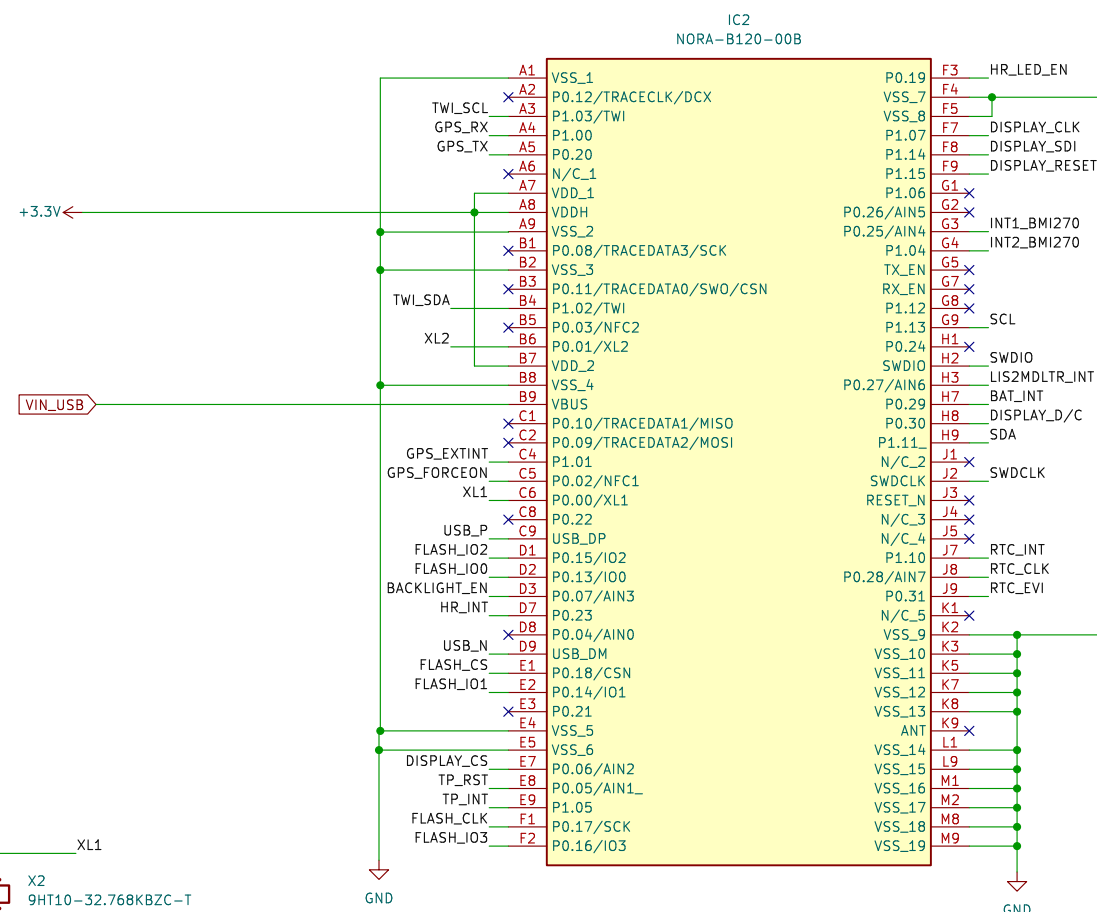 IC2
NORA-B120-00B
A1 VSS_1
A2 P0.12/TRACECLK/DCX
TWI_SCL A3 P1.03/TWI
GPS_RX A4 P1.00
GPS_TX A5 P0.20
A6 N/C_1
A7 VDD_1
+3.3V A8 VDDH
A9 VSS_2
B1 P0.08/TRACEDATA3/SCK
B2 VSS_3
B3 P0.11/TRACEDATA0/SWO/CSN
TWI_SDA B4 P1.02/TWI
B5 P0.03/NFC2
XL2 B6 P0.01/XL2
B7 VDD_2
B8 VSS_4
VIN_USB B9 VBUS
C1 P0.10/TRACEDATA1/MISO
C2 P0.09/TRACEDATA2/MOSI
GPS_EXTINT C4 P1.01
GPS_FORCEON C5 P0.02/NFC1
XL1 C6 P0.00/XL1
C8 P0.22
USB_P C9 USB_DP
FLASH_IO2 D1 P0.15/IO2
FLASH_IO0 D2 P0.13/IO0
BACKLIGHT_EN D3 P0.07/AIN3
HR_INT D7 P0.23
D8 P0.04/AIN0
USB_N D9 USB_DM
FLASH_CS E1 P0.18/CSN
FLASH_IO1 E2 P0.14/IO1
E3 P0.21
E4 VSS_5
E5 VSS_6
DISPLAY_CS E7 P0.06/AIN2
TP_RST E8 P0.05/AIN1_
TP_INT E9 P1.05
FLASH_CLK F1 P0.17/SCK
FLASH_IO3 F2 P0.16/IO3
P0.19 F3 HR_LED_EN
VSS_7 F4
VSS_8 F5
P1.07 F7 DISPLAY_CLK
P1.14 F8 DISPLAY_SDI
P1.15 F9 DISPLAY_RESET
P1.06 G1
P0.26/AIN5 G2
P0.25/AIN4 G3 INT1_BMI270
P1.04 G4 INT2_BMI270
TX_EN G5
RX_EN G7
P1.12 G8
P1.13 G9 SCL
P0.24 H1
SWDIO H2 SWDIO
P0.27/AIN6 H3 LIS2MDLTR_INT
P0.29 H7 BAT_INT
P0.30 H8 DISPLAY_D/C
P1.11_ H9 SDA
N/C_2 J1
SWDCLK J2 SWDCLK
RESET_N J3
N/C_3 J4
N/C_4 J5
P1.10 J7 RTC_INT
P0.28/AIN7 J8 RTC_CLK
P0.31 J9 RTC_EVI
N/C_5 K1
VSS_9 K2
VSS_10 K3
VSS_11 K5
VSS_12 K7
VSS_13 K8
ANT K9
VSS_14 L1
VSS_15 L9
VSS_16 M1
VSS_17 M2
VSS_18 M8
VSS_19 M9
XL1
X2
9HT10-32.768KBZC-T
GND
GND